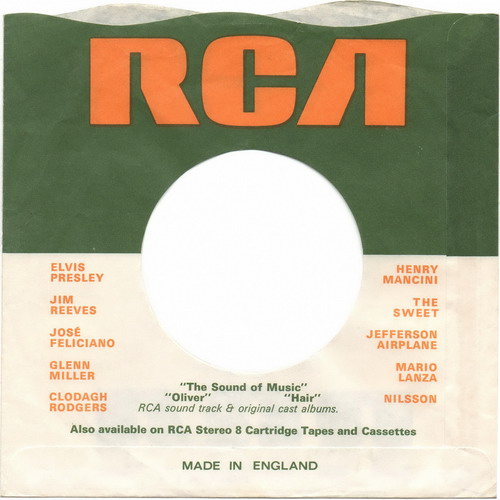 RCA
ELVIS
PRESLEY
JIM
REEVES
JOSÉ
FELICIANO
GLENN
MILLER
CLODAGH
RODGERS
HENRY
MANCINI
THE
SWEET
JEFFERSON
AIRPLANE
MARIO
LANZA
NILSSON
"The Sound of Music"
"Oliver" "Hair"
RCA sound track & original cast albums.
Also available on RCA Stereo 8 Cartridge Tapes and Cassettes
MADE IN ENGLAND